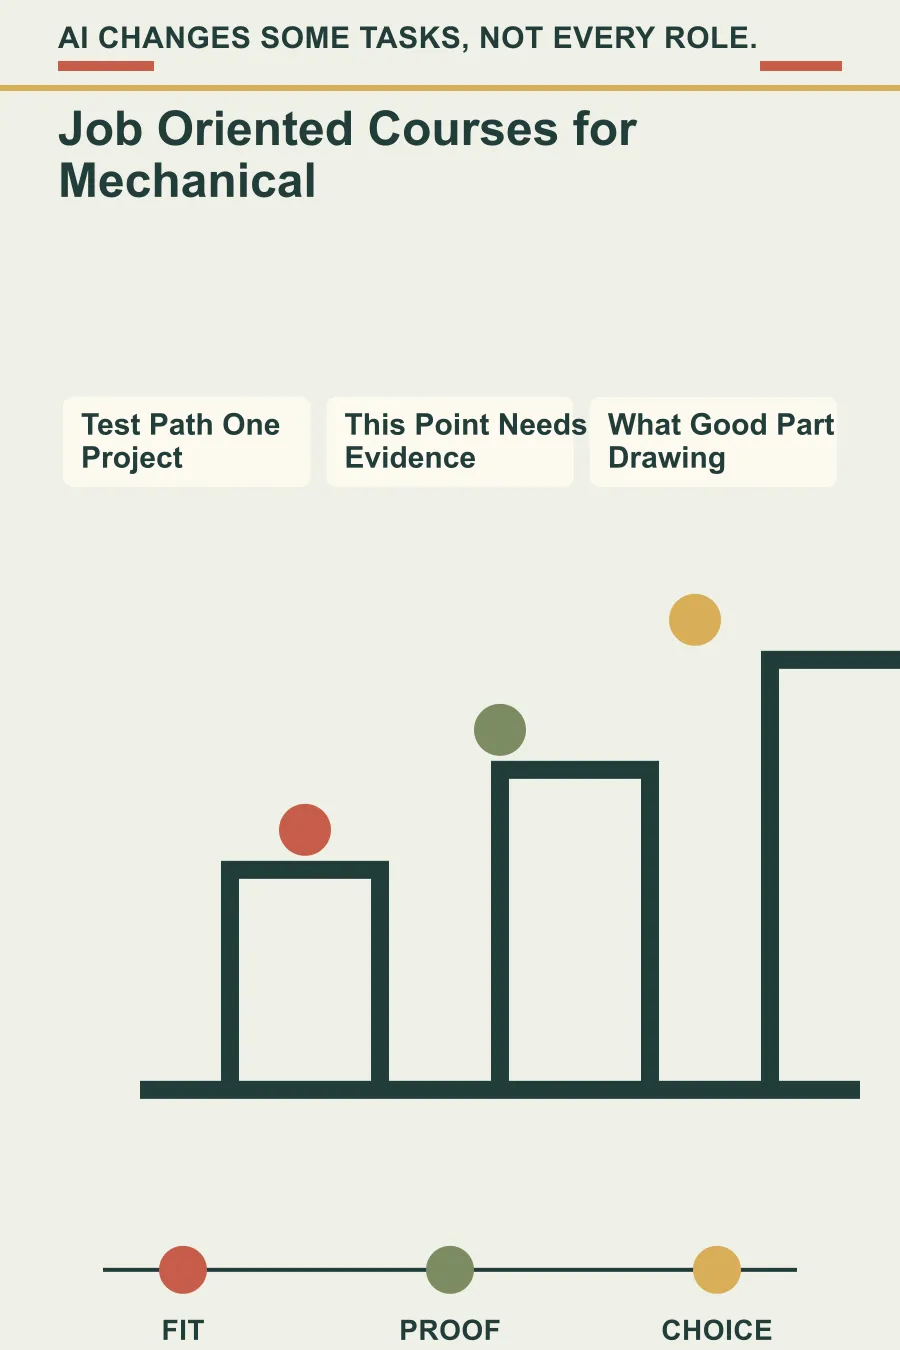 AI CHANGES SOME TASKS, NOT EVERY ROLE.
Job Oriented Courses for
Mechanical
Test Path One
Project
This Point Needs
Evidence
What Good Part
Drawing
FIT
PROOF
CHOICE